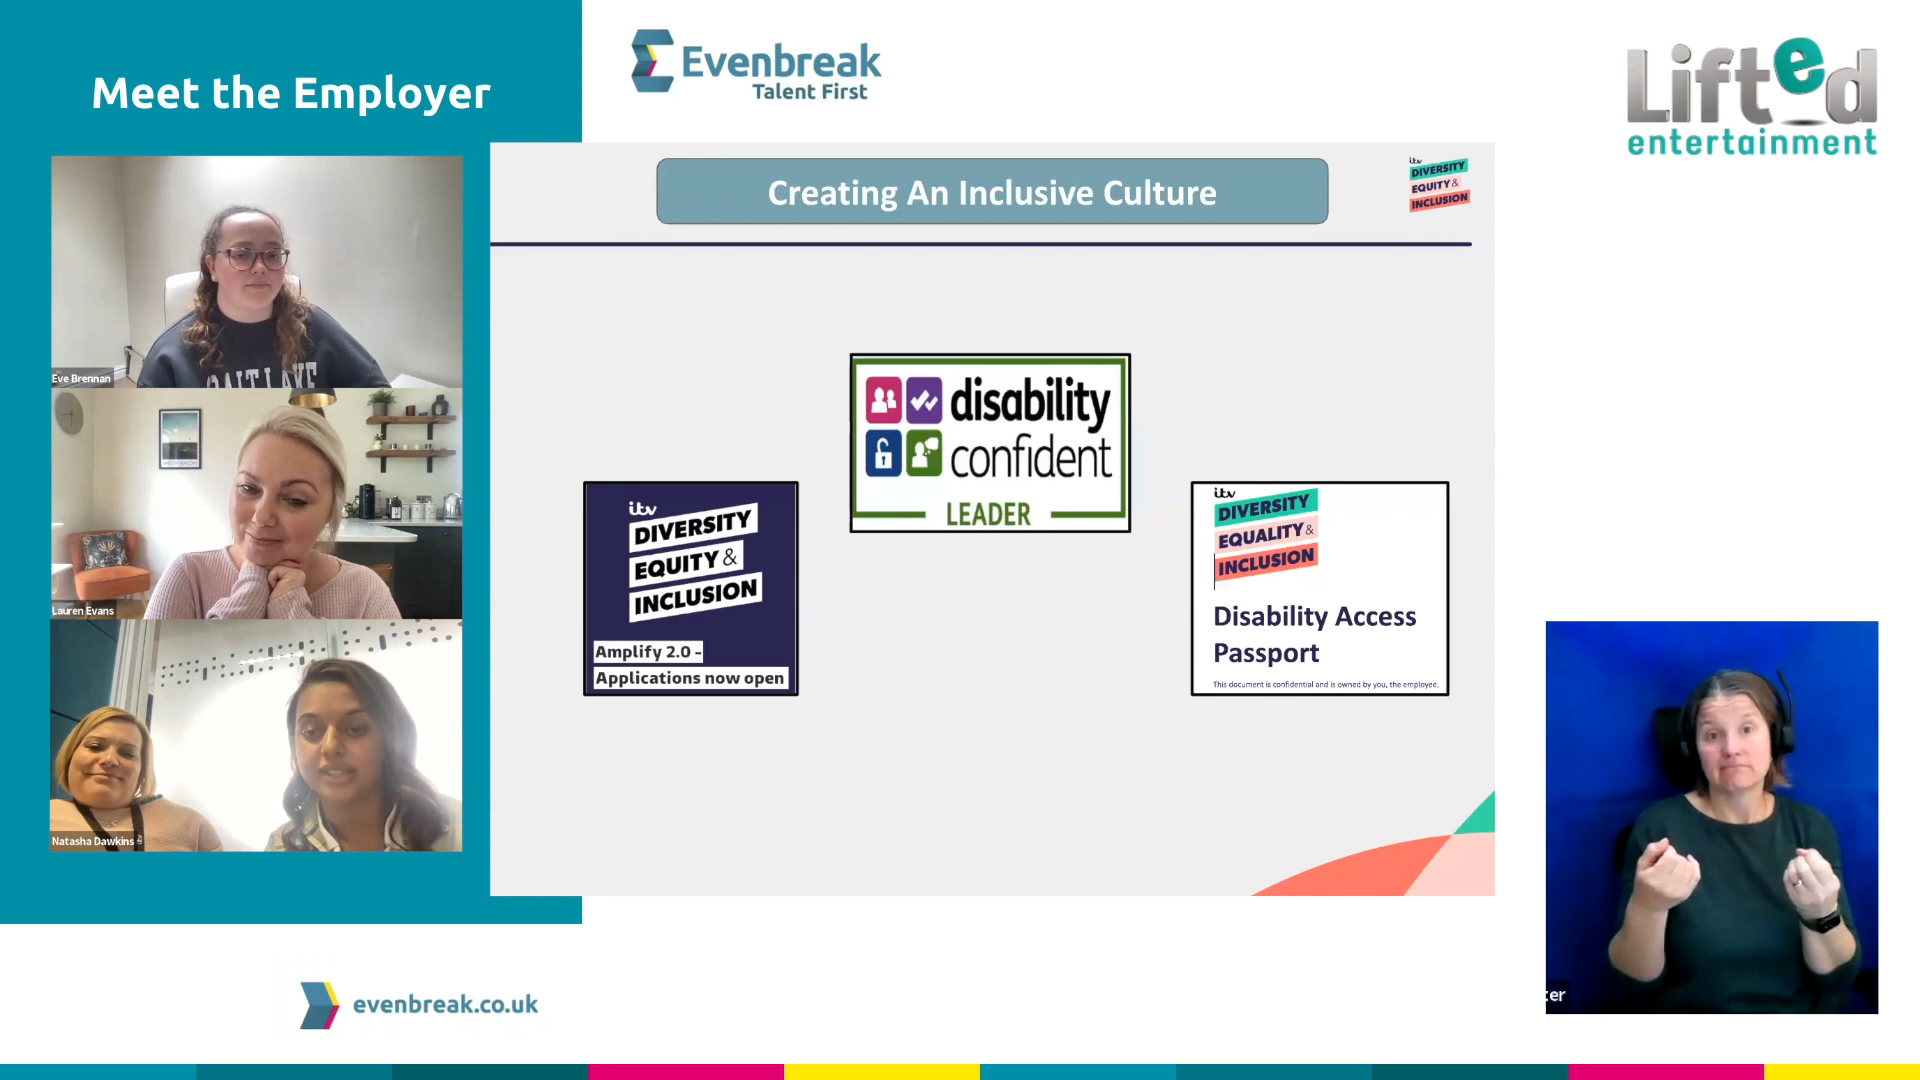 Meet the Employer
Evenbreak
Talent First
Lifted
entertainment
Creating An Inclusive Culture
itv
DIVERSITY
EQUITY &
INCLUSION
disability
confident
LEADER
itv
DIVERSITY
EQUITY &
INCLUSION
Amplify 2.0 -
Applications now open
itv
DIVERSITY
EQUALITY &
INCLUSION
Disability Access
Passport
This document is confidential and is owned by you, the employee.
Eve Brennan
Lauren Evans
Natasha Dawkins
evenbreak.co.uk